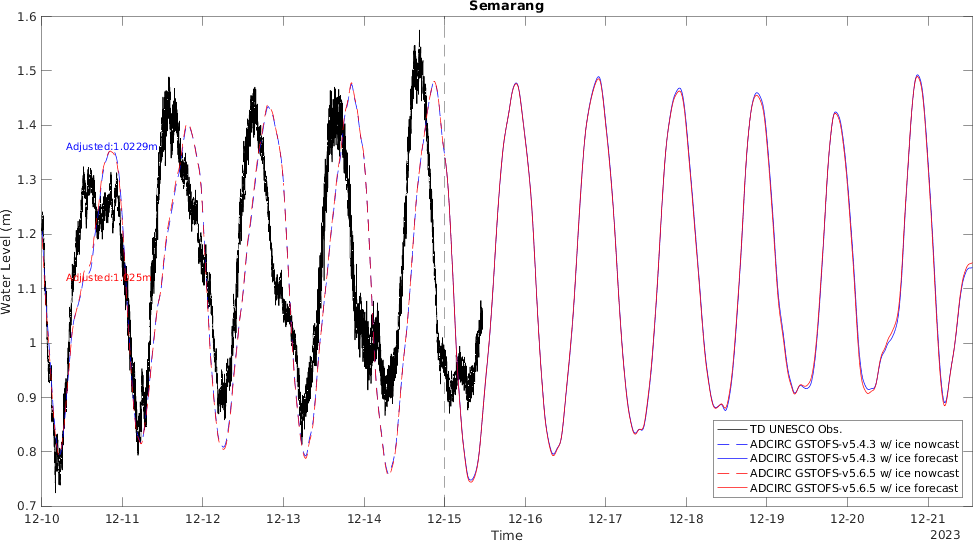 Semarang
1.6
1.5
1.4
1.3
1.2
1.1
1
0.9
0.8
0.7
Water Level (m)
Adjusted:1.0229m
Adjusted:1.025m
TD UNESCO Obs.
ADCIRC GSTOFS-v5.4.3 w/ ice nowcast
ADCIRC GSTOFS-v5.4.3 w/ ice forecast
ADCIRC GSTOFS-v5.6.5 w/ ice nowcast
ADCIRC GSTOFS-v5.6.5 w/ ice forecast
12-10 12-11 12-12 12-13 12-14 12-15 12-16 12-17 12-18 12-19 12-20 12-21
Time
2023